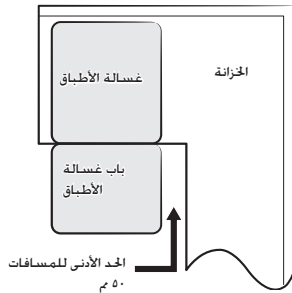 غسالة الأطباق
الخزانة
باب غسالة
الأطباق
الحد الأدنى للمسافات
٥٠ مم